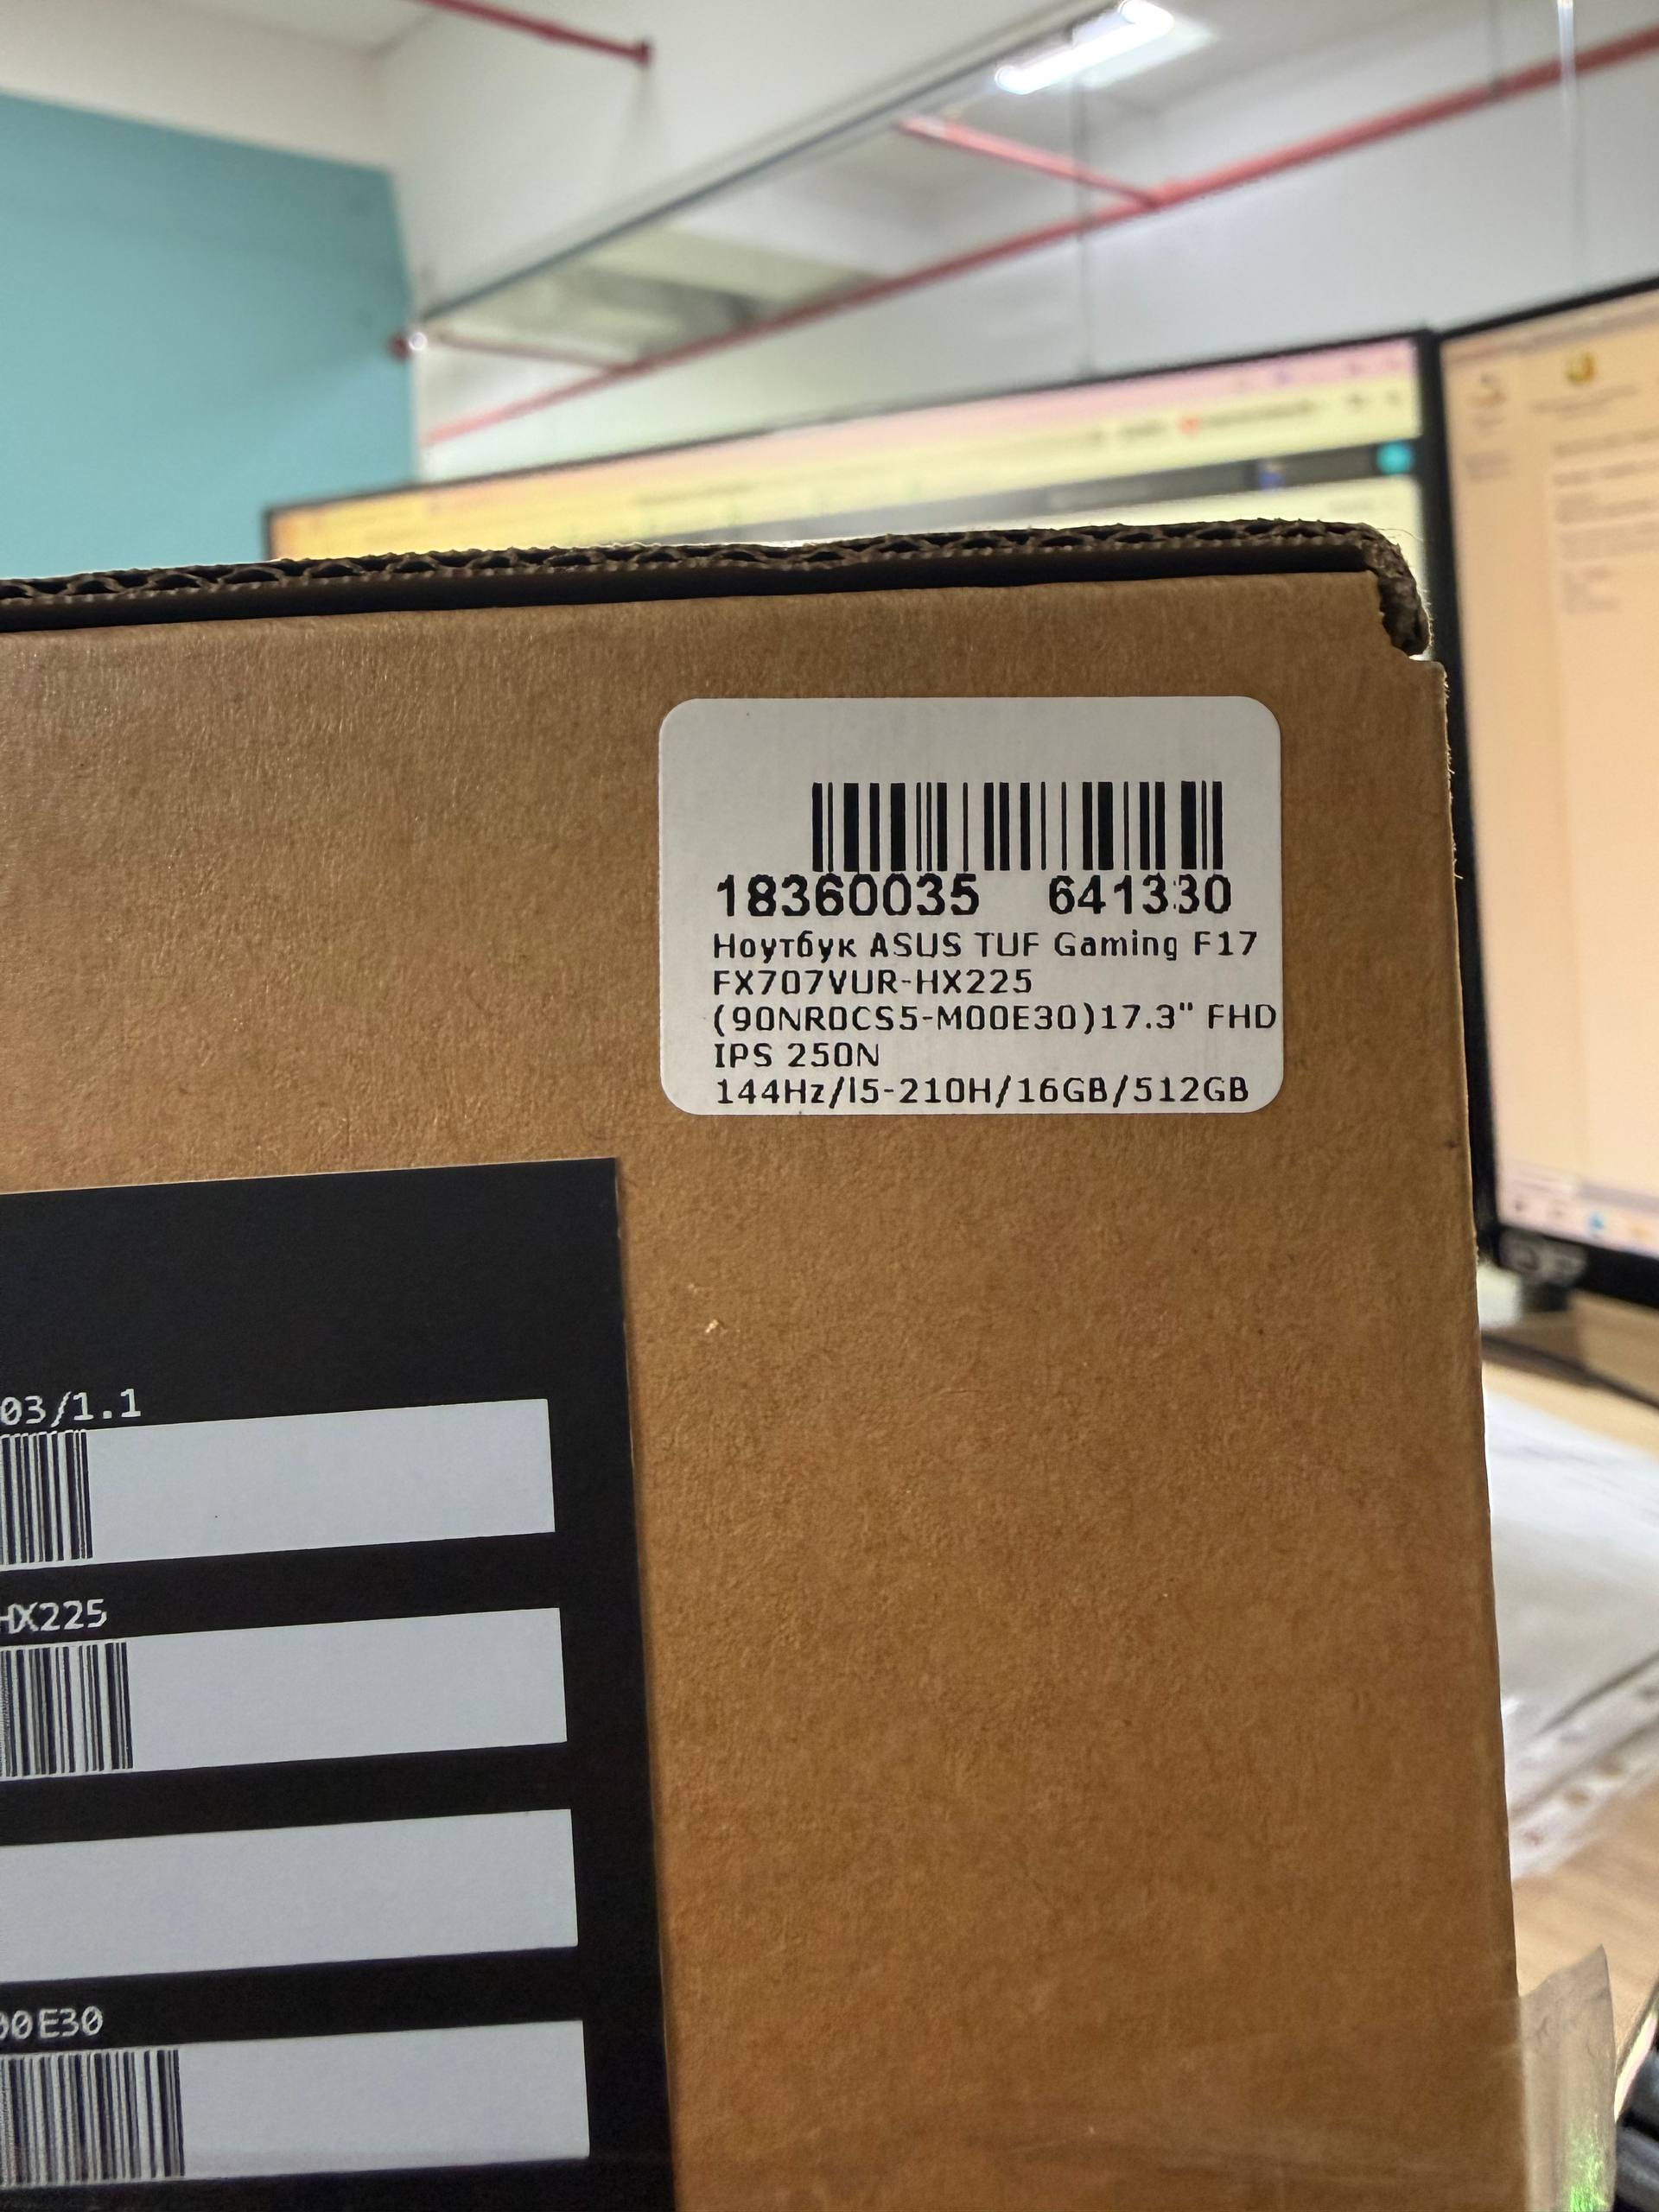 18360035 641330
Ноутбук ASUS TUF Gaming F17
FX707VUR-HX225
(90NR0CS5-M00E30)17.3" FHD
IPS 250N
144Hz/I5-210H/16GB/512GB
03/1.1
HX225
00E30